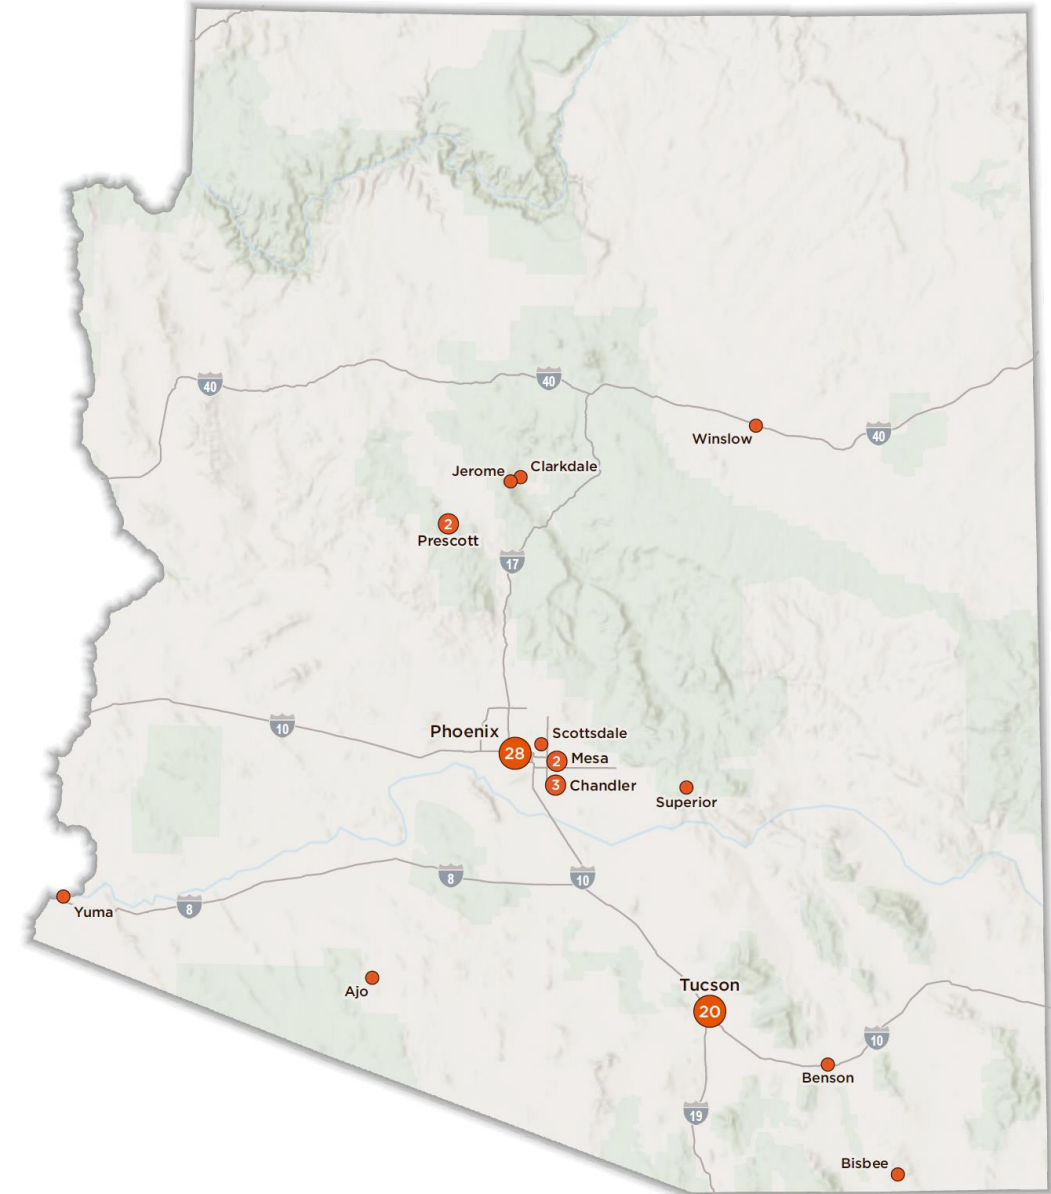 40
40
Winslow
40
Clarkdale
Jerome
2
Prescott
17
10
Phoenix
Scottsdale
28
2 Mesa
3 Chandler
Superior
8
10
Yuma
8
Ajo
Tucson
20
10
Benson
19
Bisbee